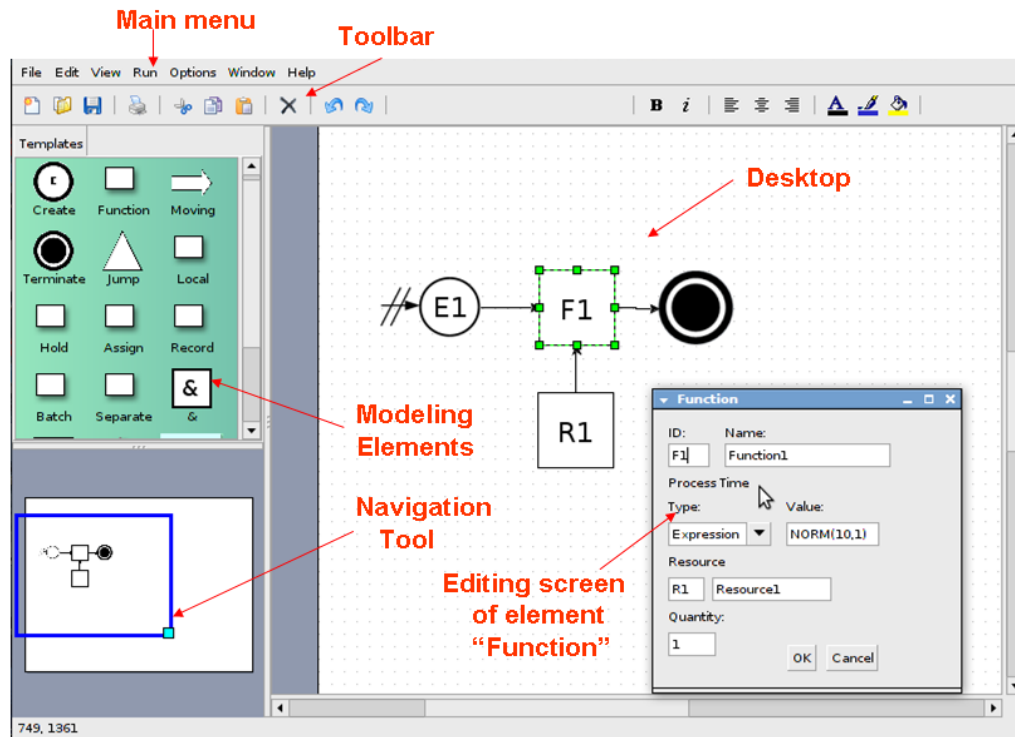 Main menu
Toolbar
File Edit View Run Options Window Help
B i A
Templates
E
Create Function Moving
Terminate Jump Local
Hold Assign Record
&
Batch Separate &
Desktop
E1 F1
R1
Modeling
Elements
Navigation
Tool
Editing screen
of element
“Function”
Function
ID: Name:
F1 Function1
Process Time
Type: Value:
Expression NORM(10,1)
Resource
R1 Resource1
Quantity:
1
OK Cancel
749, 1361